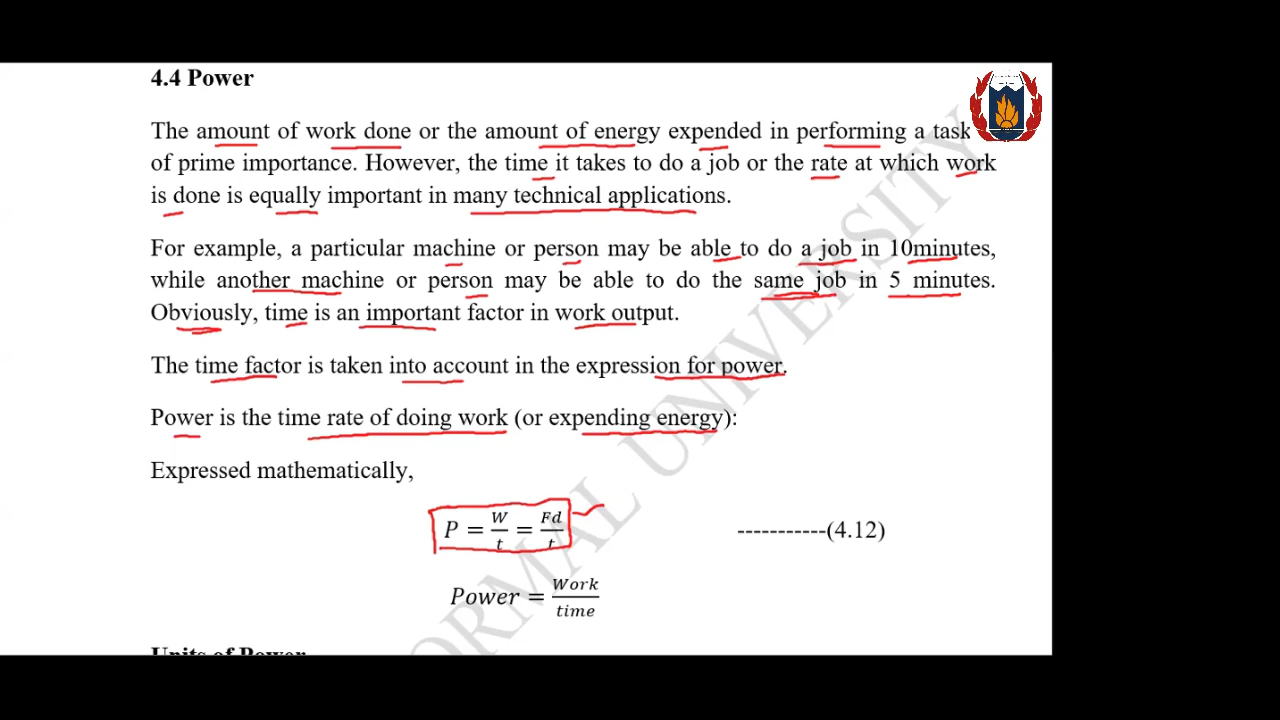 4.4 Power
The amount of work done or the amount of energy expended in performing a task
of prime importance. However, the time it takes to do a job or the rate at which work
is done is equally important in many technical applications.
For example, a particular machine or person may be able to do a job in 10minutes,
while another machine or person may be able to do the same job in 5 minutes.
Obviously, time is an important factor in work output.
The time factor is taken into account in the expression for power.
Power is the time rate of doing work (or expending energy):
Expressed mathematically,
P = W/t = Fd/t -----------(4.12)
Power = Work/time
Units of Power
ORMAL UNIVERSITY